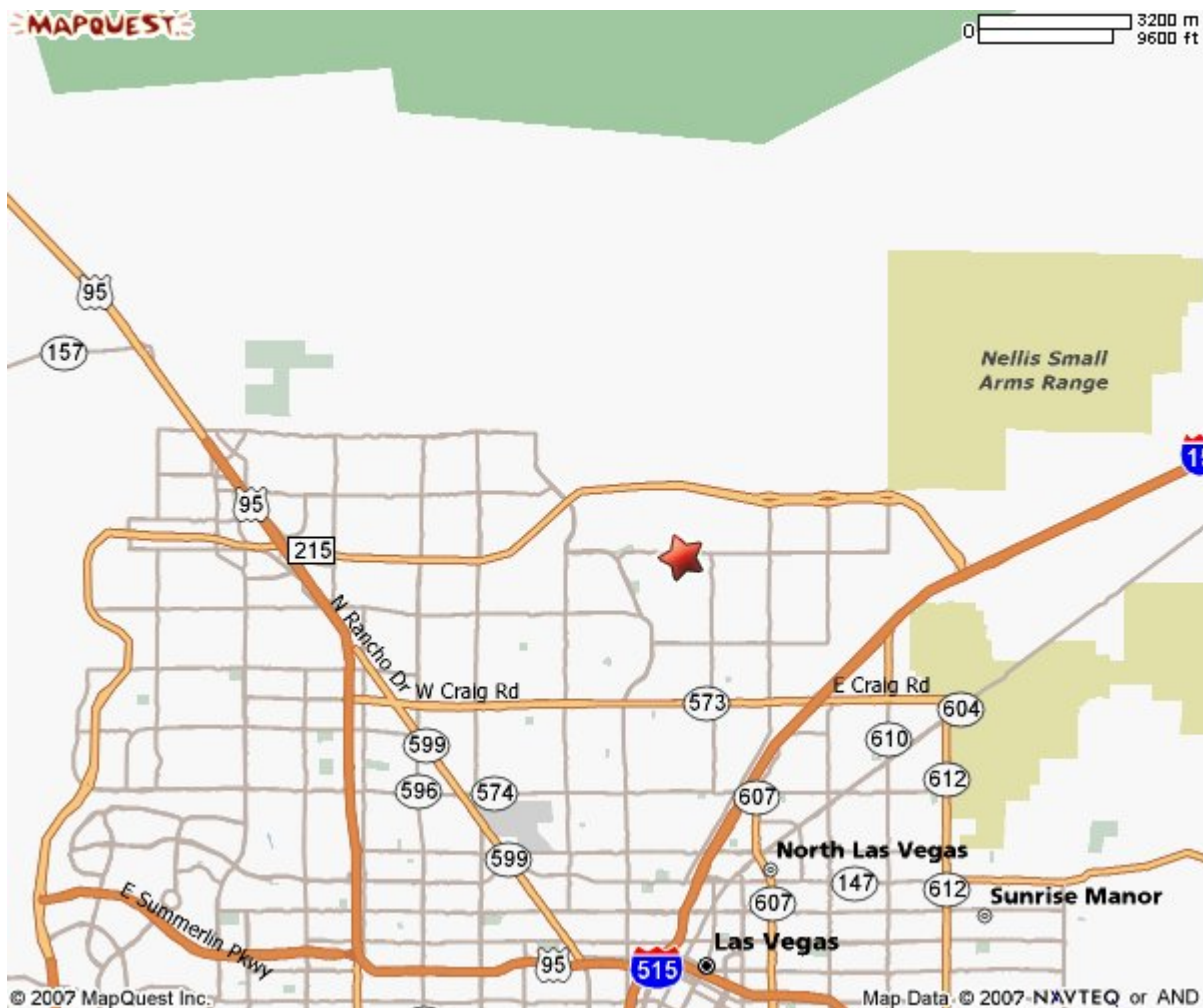 MAPQUEST
0
3200 m
9600 ft
95
157
Nellis Small
Arms Range
15
95
215
N Rancho Dr
W Craig Rd
573
E Craig Rd
604
599
610
596
574
607
612
599
North Las Vegas
147
612
E Summerlin Pkwy
607
Sunrise Manor
Las Vegas
95
515
© 2007 MapQuest Inc.
Map Data © 2007 NAVTEQ or AND